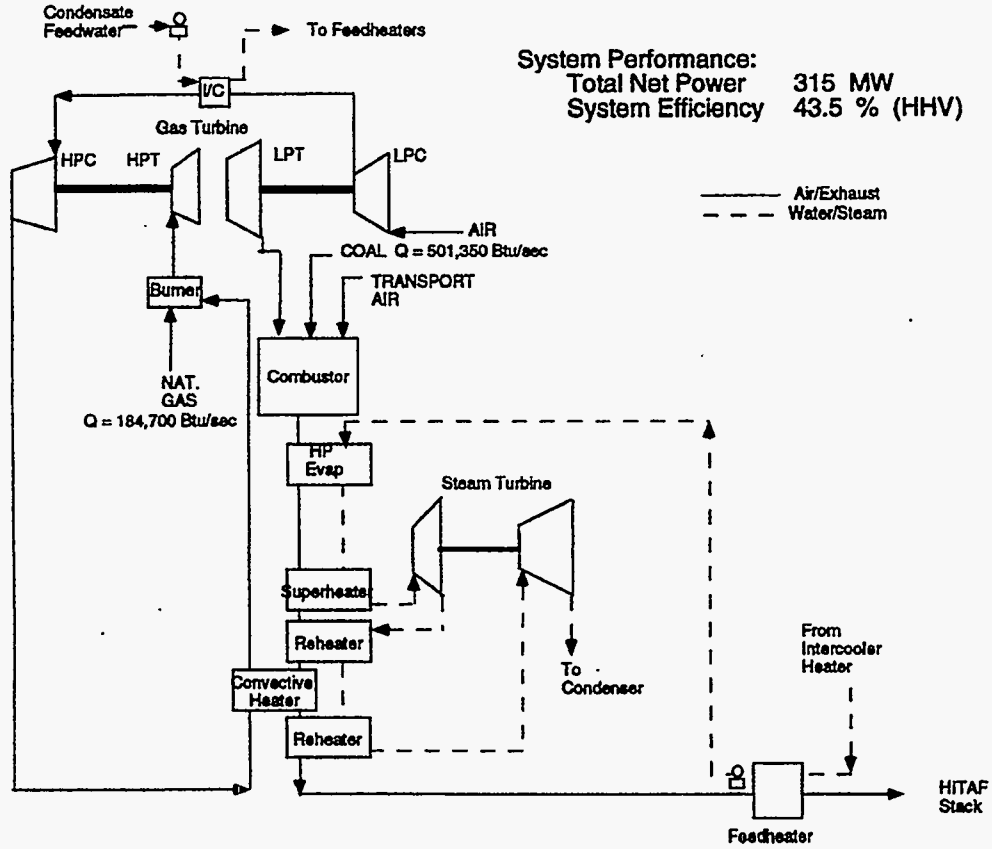 Condensate
Feedwater
To Feedheaters
System Performance:
Total Net Power 315 MW
System Efficiency 43.5 % (HHV)
I/C
Gas Turbine
HPC
HPT
LPT
LPC
Air/Exhaust
Water/Steam
AIR
COAL Q = 501,350 Btu/sec
TRANSPORT
AIR
Burner
Combustor
NAT.
GAS
Q = 184,700 Btu/sec
HP
Evap
Steam Turbine
Superheater
Reheater
From
Intercooler
Heater
To
Condenser
Convective
Heater
Reheater
HITAF
Stack
Feedheater